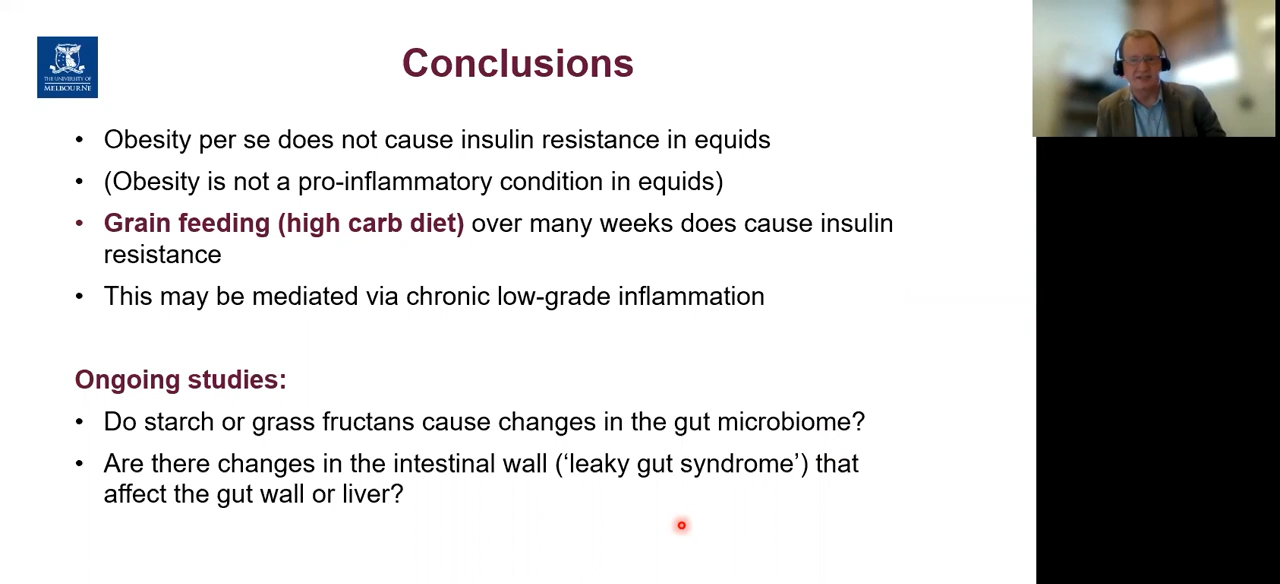 THE UNIVERSITY OF
MELBOURNE
Conclusions
• Obesity per se does not cause insulin resistance in equids
• (Obesity is not a pro-inflammatory condition in equids)
• Grain feeding (high carb diet) over many weeks does cause insulin
resistance
• This may be mediated via chronic low-grade inflammation
Ongoing studies:
• Do starch or grass fructans cause changes in the gut microbiome?
• Are there changes in the intestinal wall (‘leaky gut syndrome’) that
affect the gut wall or liver?